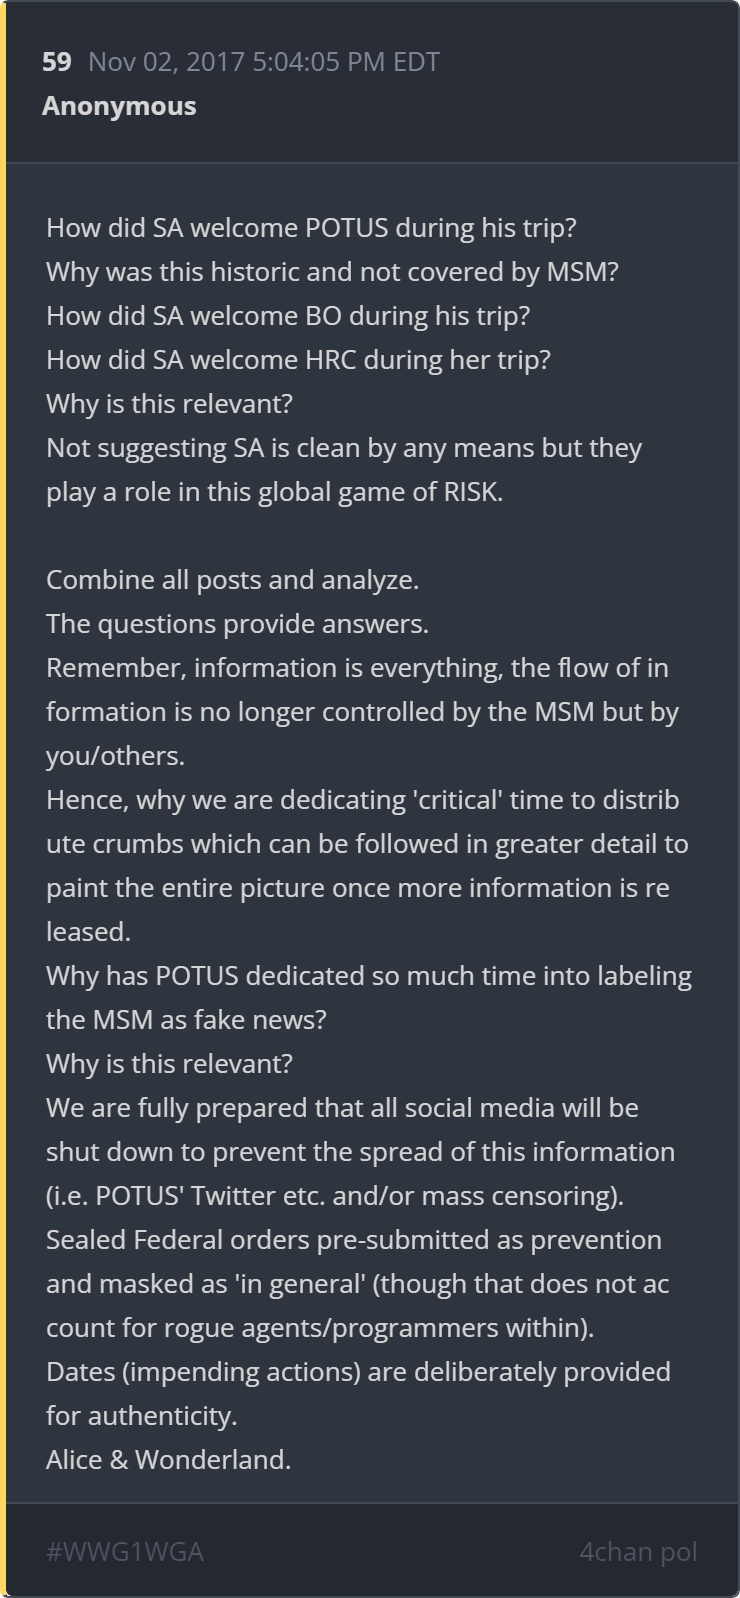 59 Nov 02, 2017 5:04:05 PM EDT
Anonymous
How did SA welcome POTUS during his trip?
Why was this historic and not covered by MSM?
How did SA welcome BO during his trip?
How did SA welcome HRC during her trip?
Why is this relevant?
Not suggesting SA is clean by any means but they
play a role in this global game of RISK.
Combine all posts and analyze.
The questions provide answers.
Remember, information is everything, the flow of in
formation is no longer controlled by the MSM but by
you/others.
Hence, why we are dedicating 'critical' time to distrib
ute crumbs which can be followed in greater detail to
paint the entire picture once more information is re
leased.
Why has POTUS dedicated so much time into labeling
the MSM as fake news?
Why is this relevant?
We are fully prepared that all social media will be
shut down to prevent the spread of this information
(i.e. POTUS' Twitter etc. and/or mass censoring).
Sealed Federal orders pre-submitted as prevention
and masked as 'in general' (though that does not ac
count for rogue agents/programmers within).
Dates (impending actions) are deliberately provided
for authenticity.
Alice & Wonderland.
#WWG1WGA 4chan pol